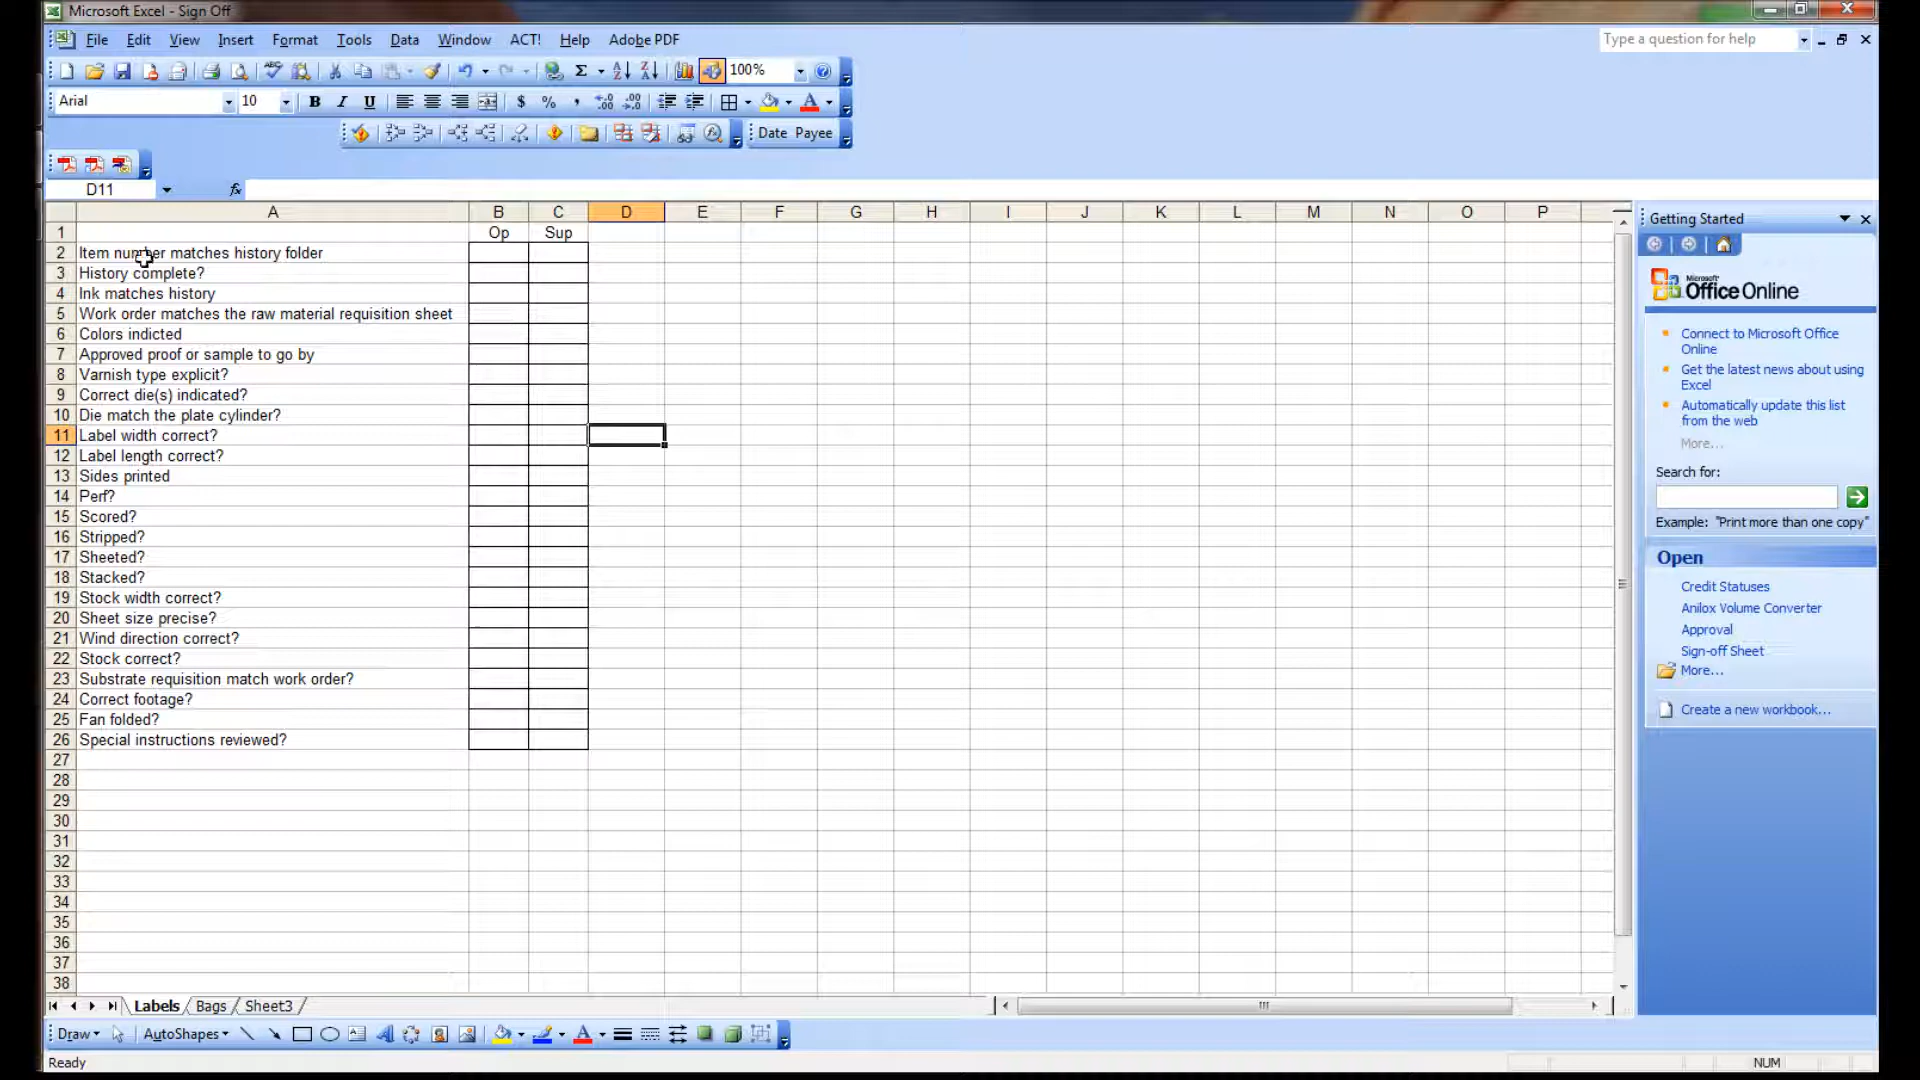 Microsoft Excel - Sign Off
File Edit View Insert Format Tools Data Window ACT! Help Adobe PDF
Type a question for help
100%
Arial 10
Date Payee
D11
fx
A B C D E F G H I J K L M N O P
1 Op Sup
2 Item number matches history folder
3 History complete?
4 Ink matches history
5 Work order matches the raw material requisition sheet
6 Colors indicted
7 Approved proof or sample to go by
8 Varnish type explicit?
9 Correct die(s) indicated?
10 Die match the plate cylinder?
11 Label width correct?
12 Label length correct?
13 Sides printed
14 Perf?
15 Scored?
16 Stripped?
17 Sheeted?
18 Stacked?
19 Stock width correct?
20 Sheet size precise?
21 Wind direction correct?
22 Stock correct?
23 Substrate requisition match work order?
24 Correct footage?
25 Fan folded?
26 Special instructions reviewed?
27
28
29
30
31
32
33
34
35
36
37
38
Getting Started
Microsoft
Office Online
Connect to Microsoft Office
Online
Get the latest news about using
Excel
Automatically update this list
from the web
More...
Search for:
Example: "Print more than one copy"
Open
Credit Statuses
Anilox Volume Converter
Approval
Sign-off Sheet
More...
Create a new workbook...
Labels Bags Sheet3
Draw AutoShapes
Ready
NUM